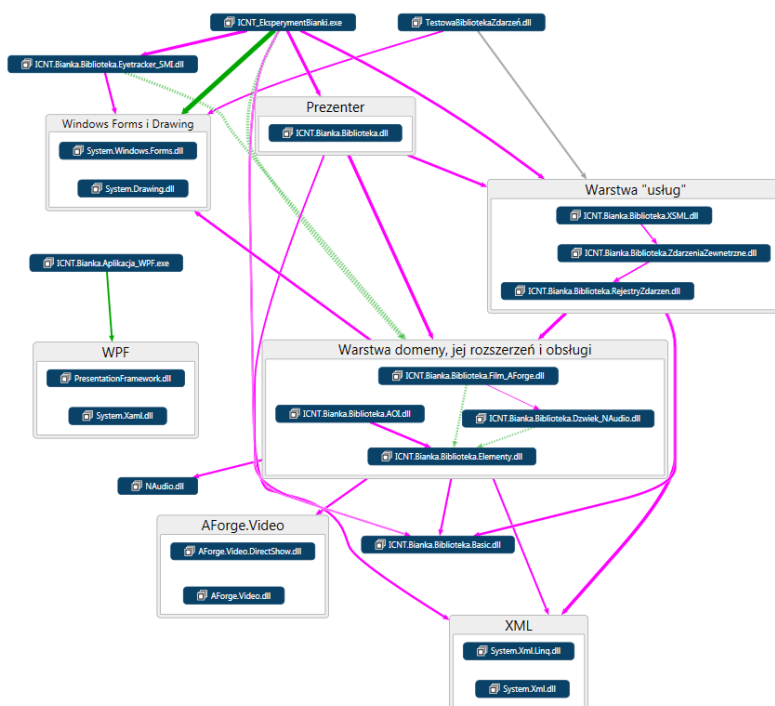 ICNT_EksperymentBianki.exe
TestowaBibliotekaZdarzeń.dll
ICNT.Bianka.Biblioteka.Eyetracker_SMI.dll
Prezenter
ICNT.Bianka.Biblioteka.dll
Windows Forms i Drawing
System.Windows.Forms.dll
System.Drawing.dll
Warstwa "usług"
ICNT.Bianka.Biblioteka.XSML.dll
ICNT.Bianka.Biblioteka.ZdarzeniaZewnetrzne.dll
ICNT.Bianka.Biblioteka.RejestryZdarzen.dll
ICNT.Bianka.Aplikacja_WPF.exe
WPF
PresentationFramework.dll
System.Xaml.dll
Warstwa domeny, jej rozszerzeń i obsługi
ICNT.Bianka.Biblioteka.Film_AForge.dll
ICNT.Bianka.Biblioteka.AOI.dll
ICNT.Bianka.Biblioteka.Dzwiek_NAudio.dll
ICNT.Bianka.Biblioteka.Elementy.dll
NAudio.dll
AForge.Video
AForge.Video.DirectShow.dll
AForge.Video.dll
ICNT.Bianka.Biblioteka.Basic.dll
XML
System.Xml.Linq.dll
System.Xml.dll